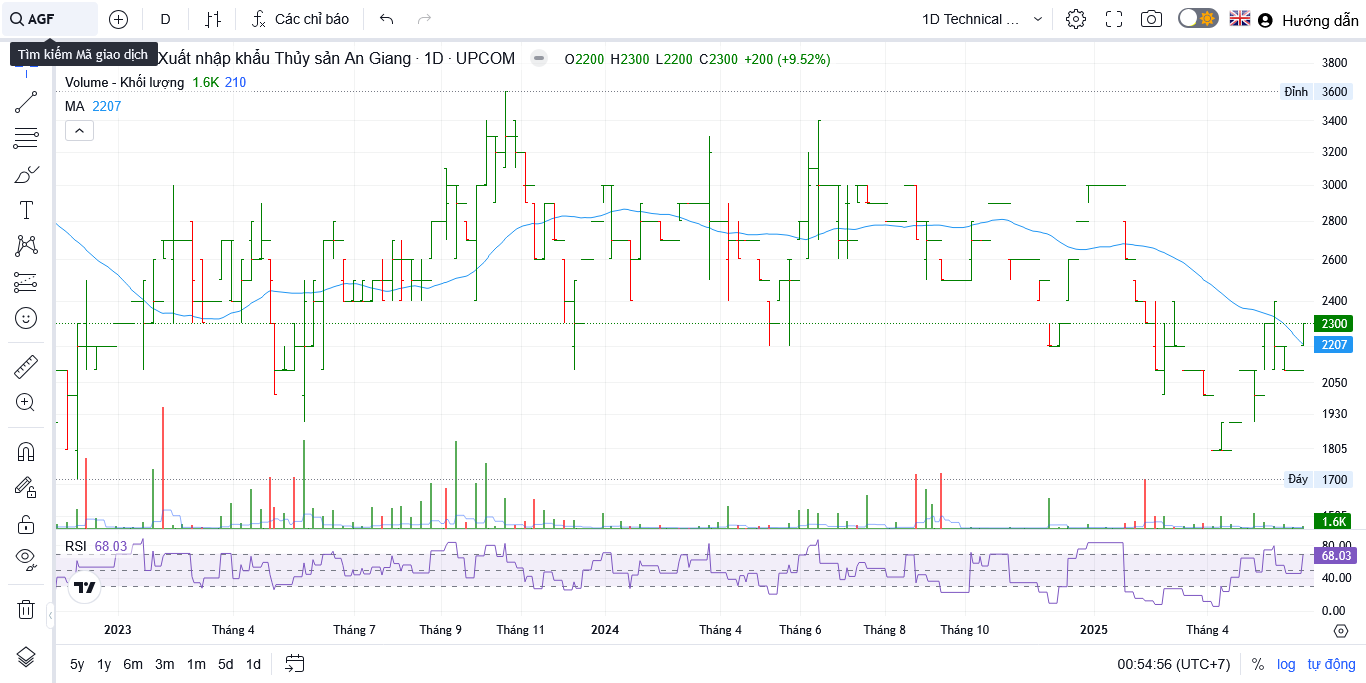 AGF
D
Các chỉ báo
1D Technical ...
Hướng dẫn
Tìm kiếm Mã giao dịch
Xuất nhập khẩu Thủy sản An Giang · 1D · UPCOM
O2200 H2300 L2200 C2300 +200 (+9.52%)
Volume - Khối lượng 1.6K 210
MA 2207
3800
Đỉnh 3600
3400
3200
3000
2800
2600
2400
2300
2207
2050
1930
1805
Đáy 1700
1.6K
RSI 68.03
80.00
68.03
40.00
0.00
2023 Tháng 4 Tháng 7 Tháng 9 Tháng 11 2024 Tháng 4 Tháng 6 Tháng 8 Tháng 10 2025 Tháng 4
5y 1y 6m 3m 1m 5d 1d
00:54:56 (UTC+7) % log tự động